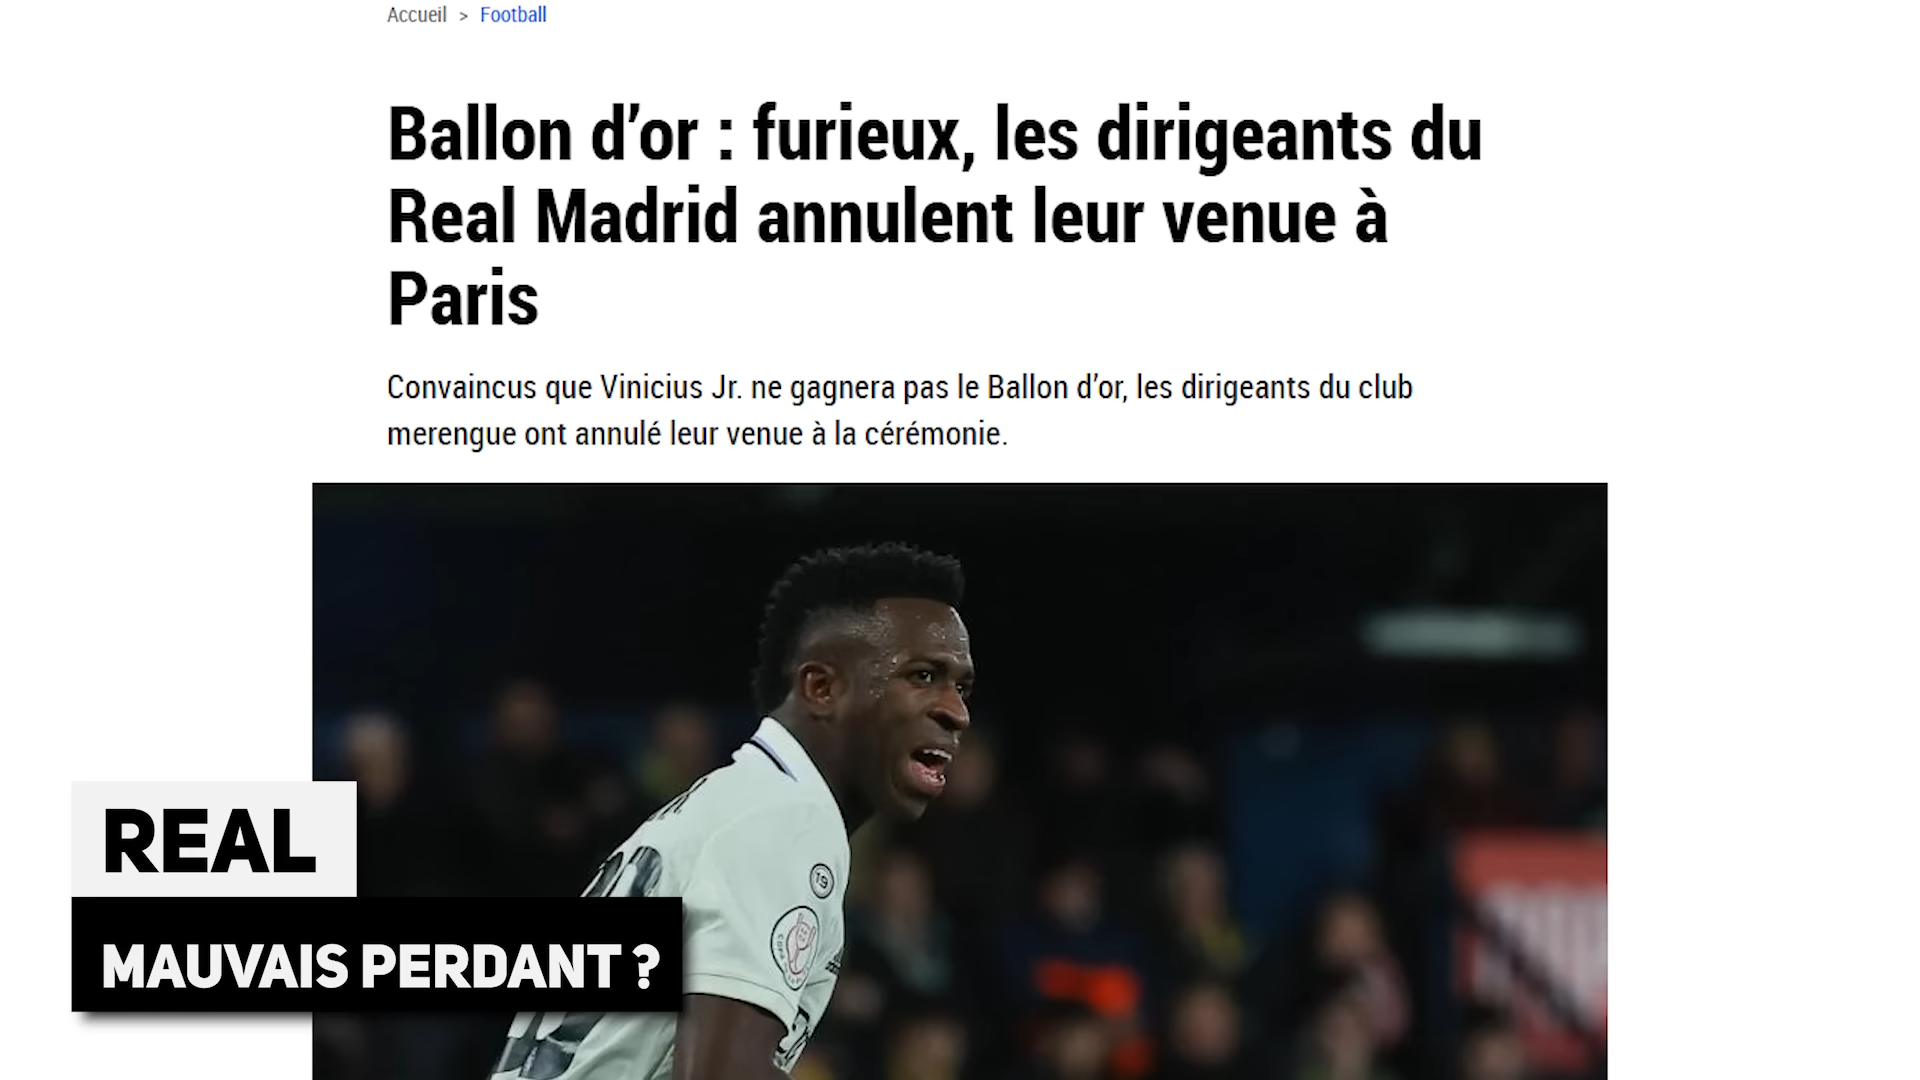 Accueil > Football
Ballon d’or : furieux, les dirigeants du
Real Madrid annulent leur venue à
Paris
Convaincus que Vinicius Jr. ne gagnera pas le Ballon d’or, les dirigeants du club
merengue ont annulé leur venue à la cérémonie.
19
REAL
MAUVAIS PERDANT ?